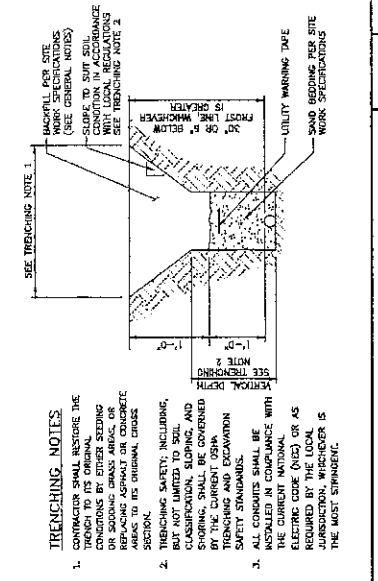 TRENCHING NOTES
1. CONTRACTOR SHALL RESTORE THE
TRENCH TO ITS ORIGINAL
CONDITIONS BY EITHER SEEDING
OR SODDING GRASS AREAS, OR
REPLACING ASPHALT OR CONCRETE
AREAS TO ITS ORIGINAL CROSS
SECTION.
2. TRENCHING SAFETY; INCLUDING,
BUT NOT LIMITED TO SOIL
CLASSIFICATION, SLOPING, AND
SHORING, SHALL BE GOVERNED
BY THE CURRENT OSHA
TRENCHING AND EXCAVATION
SAFETY STANDARDS.
3. ALL CONDUITS SHALL BE
INSTALLED IN COMPLIANCE WITH
THE CURRENT NATIONAL
ELECTRIC CODE (NEC) OR AS
REQUIRED BY THE LOCAL
JURISDICTION, WHICHEVER IS
THE MOST STRINGENT.
SEE TRENCHING NOTE 1
BACKFILL PER SITE
WORK SPECIFICATIONS
(SEE GENERAL NOTES)
SLOPE TO SUIT SOIL
CONDITION IN ACCORDANCE
WITH LOCAL REGULATIONS
SEE TRENCHING NOTE 2
1'-0"
1'-0"
VERTICAL DEPTH
SEE TRENCHING
NOTE 2
30" OR 6" BELOW
FROST LINE, WHICHEVER
IS GREATER
UTILITY WARNING TAPE
SAND BEDDING PER SITE
WORK SPECIFICATIONS